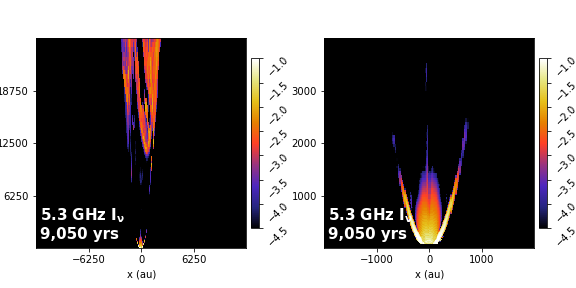 18750
12500
6250
5.3 GHz Iν
9,050 yrs
−6250 0 6250
x (au)
−1.0
−1.5
−2.0
−2.5
−3.0
−3.5
−4.0
−4.5
3000
2000
1000
5.3 GHz Iν
9,050 yrs
−1000 0 1000
x (au)
−1.0
−1.5
−2.0
−2.5
−3.0
−3.5
−4.0
−4.5